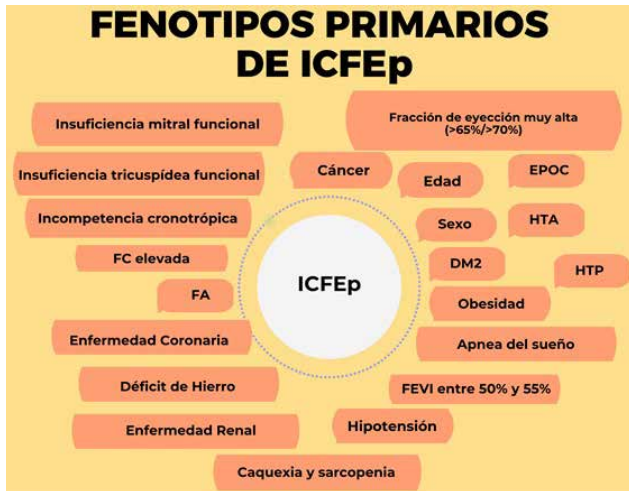 FENOTIPOS PRIMARIOS
DE ICFEp
Insuficiencia mitral funcional
Fracción de eyección muy alta
(>65%/>70%)
Insuficiencia tricuspídea funcional
Cáncer
Edad
EPOC
Incompetencia cronotrópica
Sexo
HTA
FC elevada
DM2
HTP
ICFEp
FA
Obesidad
Enfermedad Coronaria
Apnea del sueño
Déficit de Hierro
FEVI entre 50% y 55%
Enfermedad Renal
Hipotensión
Caquexia y sarcopenia